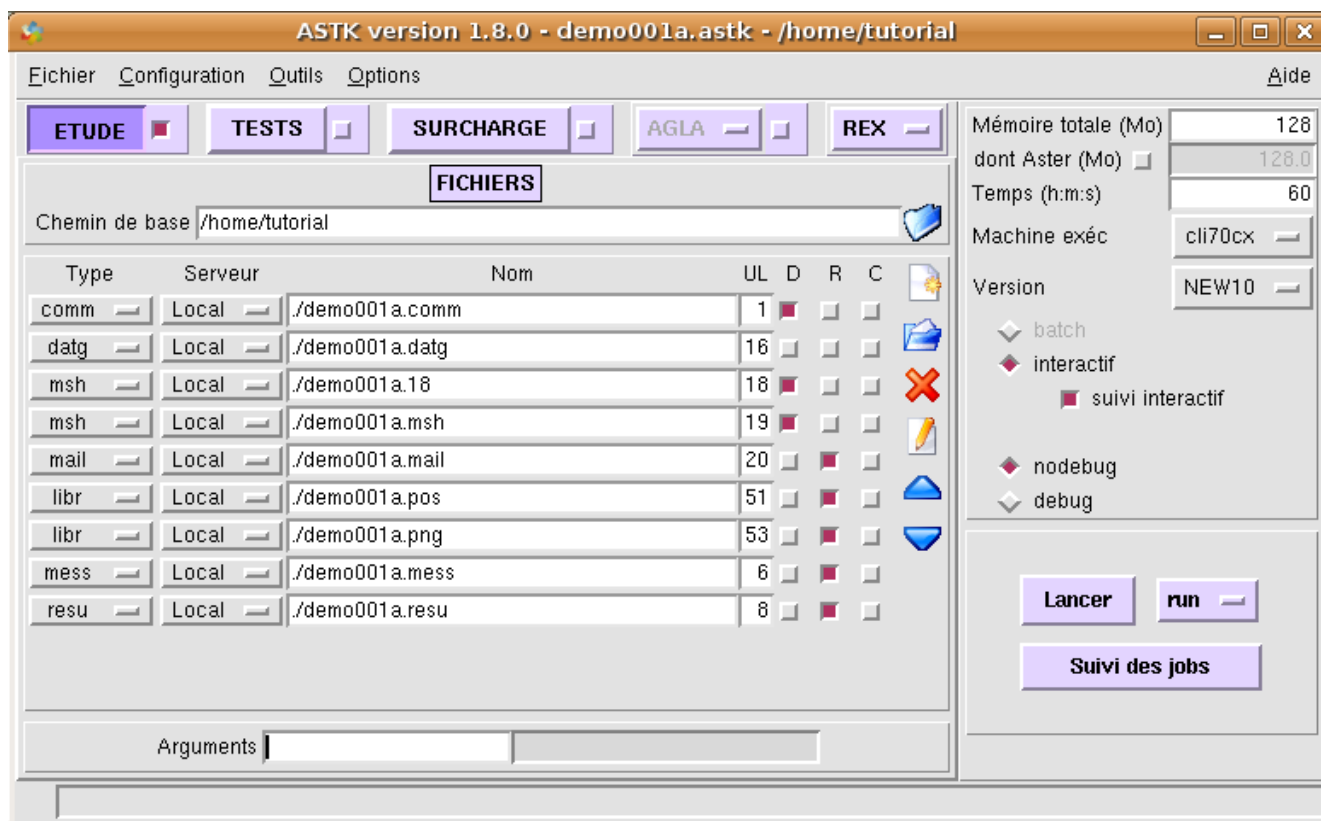 ASTK version 1.8.0 - demo001a.astk - /home/tutorial
Fichier Configuration Outils Options Aide
ETUDE TESTS SURCHARGE AGLA REX
FICHIERS
Chemin de base /home/tutorial
Type Serveur Nom UL D R C
comm Local ./demo001a.comm 1
datg Local ./demo001a.datg 16
msh Local ./demo001a.18 18
msh Local ./demo001a.msh 19
mail Local ./demo001a.mail 20
libr Local ./demo001a.pos 51
libr Local ./demo001a.png 53
mess Local ./demo001a.mess 6
resu Local ./demo001a.resu 8
Arguments
Mémoire totale (Mo) 128
dont Aster (Mo) 128.0
Temps (h:m:s) 60
Machine exéc cli70cx
Version NEW10
batch
interactif
suivi interactif
nodebug
debug
Lancer run
Suivi des jobs